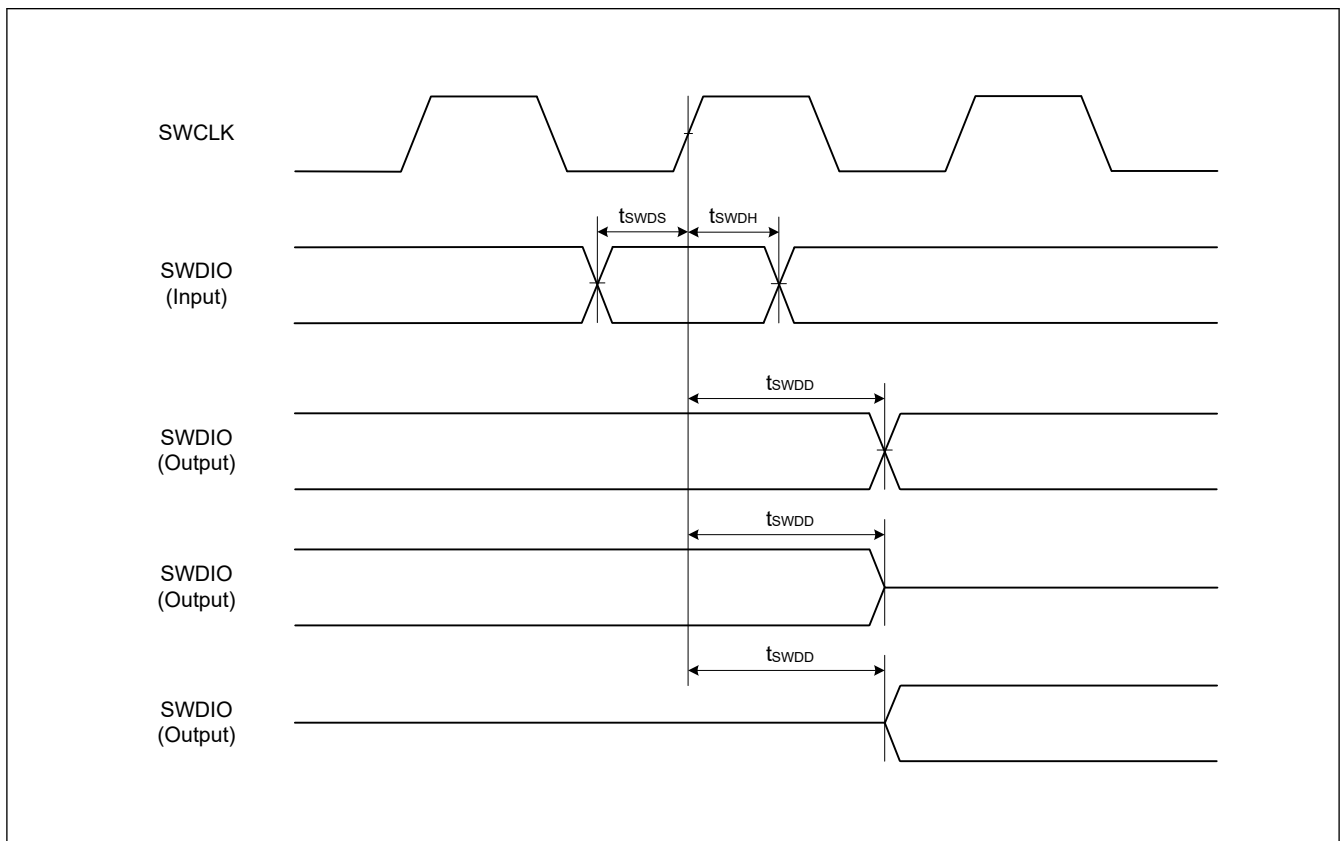 SWCLK
tSWDS
tSWDH
SWDIO
(Input)
tSWDD
SWDIO
(Output)
tSWDD
SWDIO
(Output)
tSWDD
SWDIO
(Output)